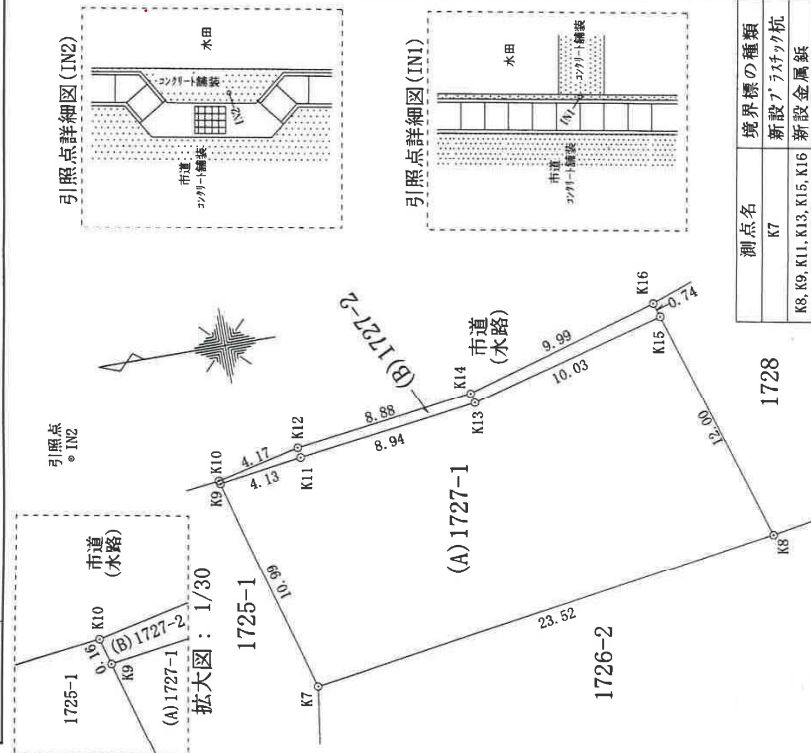 引照点詳細図(IN2)
水田
コンクリート舗装
IN2
市道
コンクリート舗装
引照点詳細図(IN1)
水田
コンクリート舗装
IN1
市道
コンクリート舗装
測点名
境界標の種類
K7
新設プラスチック杭
K8, K9, K11, K13, K15, K16
新設金属鋲
引照点
IN2
1725-1
K10
市道
(水路)
0.16
K9
(B)1727-2
(A)1727-1
拡大図 : 1/30
1725-1
K9
K10
4.17
4.13
K12
K11
(B)1727-2
8.88
8.94
K14
K13
市道
(水路)
9.99
10.03
K16
0.74
K15
10.99
(A)1727-1
12.00
1728
K7
23.52
K8
1726-2